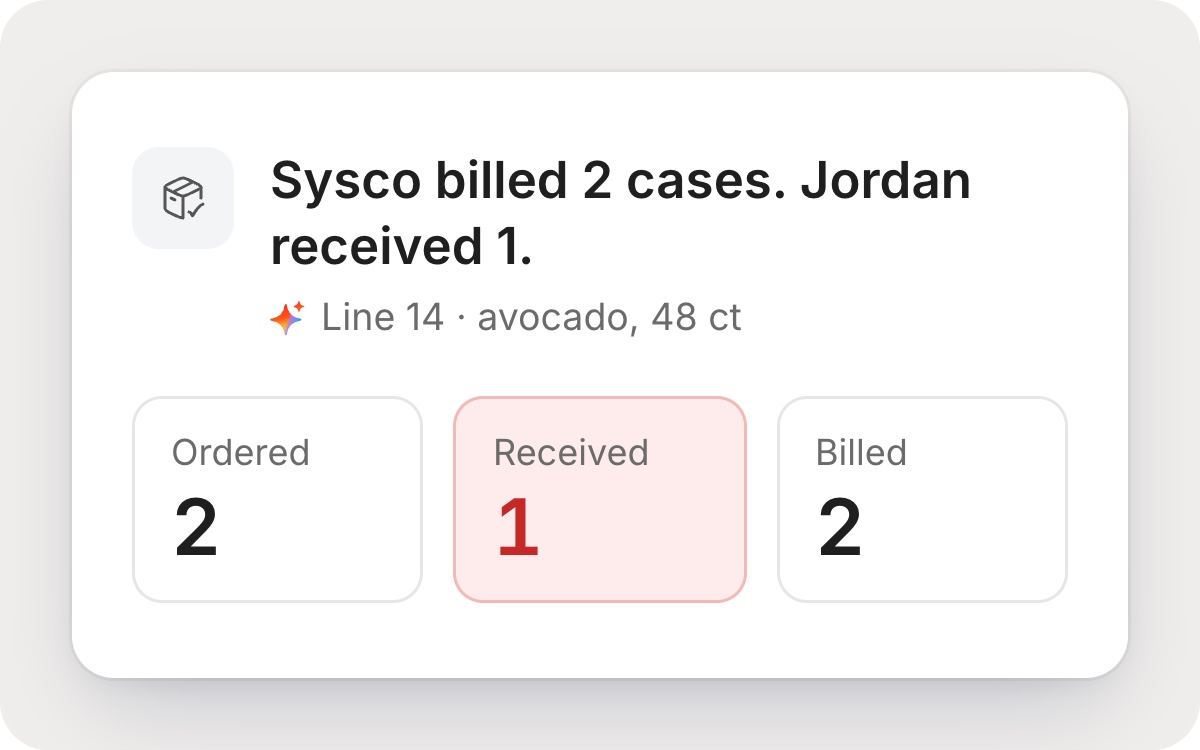 Sysco billed 2 cases. Jordan
received 1.
Line 14 · avocado, 48 ct
Ordered
2
Received
1
Billed
2